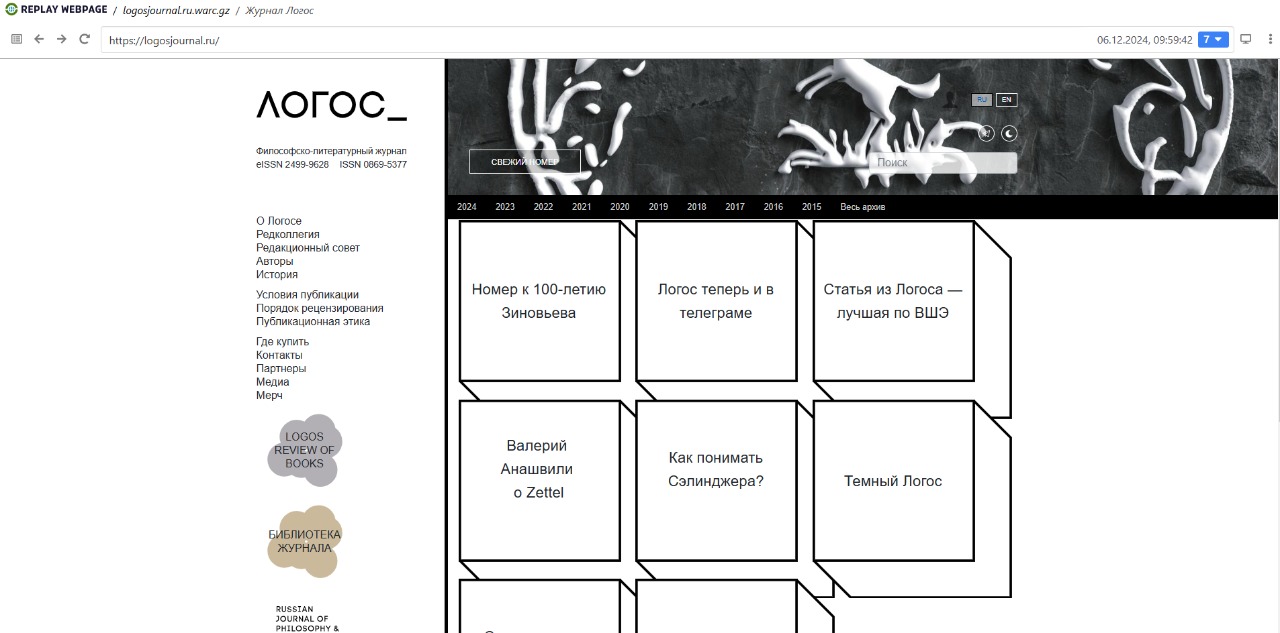 REPLAY WEBPAGE / logosjournal.ru.warc.gz / Журнал Логос
https://logosjournal.ru/
06.12.2024, 09:59:42 7
ЛОГОС_
Философско-литературный журнал
eISSN 2499-9628 ISSN 0869-5377
О Логосе
Редколлегия
Редакционный совет
Авторы
История
Условия публикации
Порядок рецензирования
Публикационная этика
Где купить
Контакты
Партнеры
Медиа
Мерч
LOGOS
REVIEW OF
BOOKS
БИБЛИОТЕКА
ЖУРНАЛА
RUSSIAN
JOURNAL OF
PHILOSOPHY &
RU EN
СВЕЖИЙ НОМЕР
Поиск
2024 2023 2022 2021 2020 2019 2018 2017 2016 2015 Весь архив
Номер к 100-летию
Зиновьева
Логос теперь и в
телеграме
Статья из Логоса —
лучшая по ВШЭ
Валерий
Анашвили
о Zettel
Как понимать
Сэлинджера?
Темный Логос